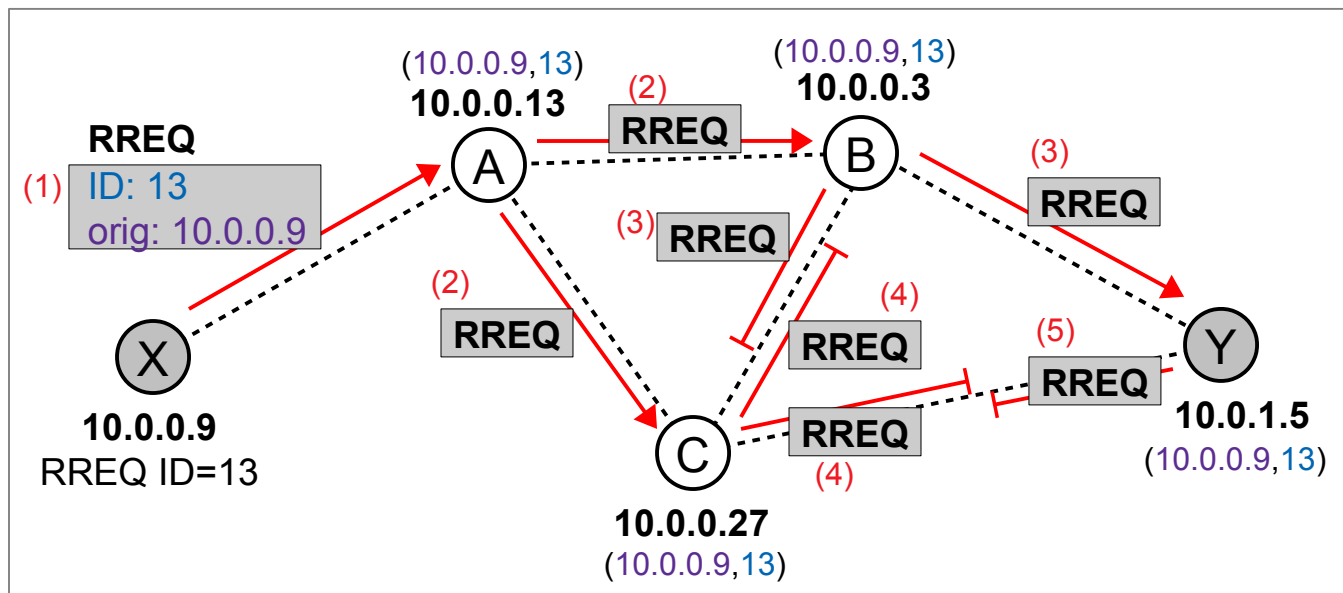 (10.0.0.9,13)
10.0.0.13
(2)
RREQ
(10.0.0.9,13)
10.0.0.3
RREQ
(1)
ID: 13
orig: 10.0.0.9
A
B
(3)
RREQ
(3)
RREQ
(2)
RREQ
(4)
RREQ
(5)
RREQ
X
Y
10.0.0.9
RREQ ID=13
C
RREQ
(4)
10.0.1.5
(10.0.0.9,13)
10.0.0.27
(10.0.0.9,13)